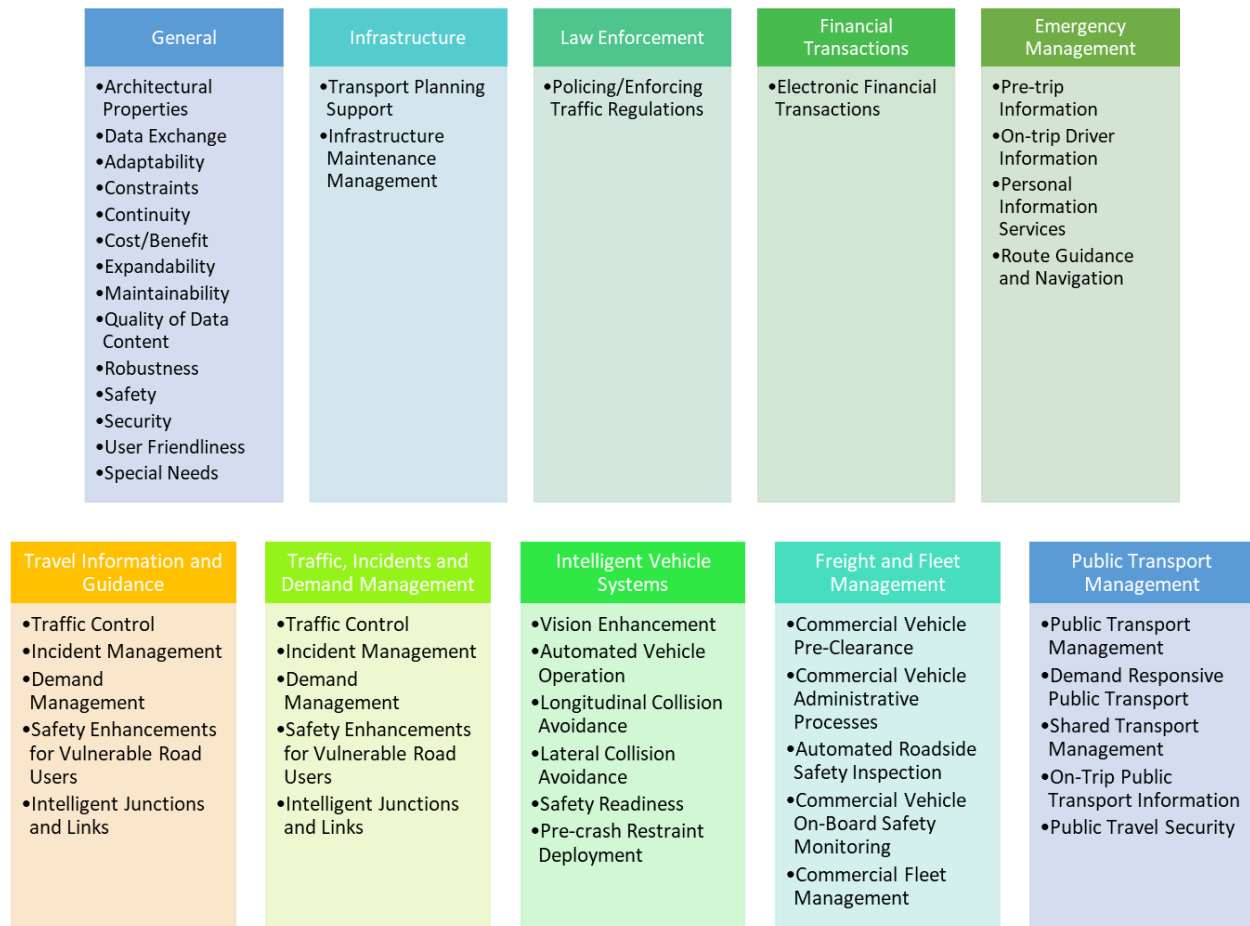 General
•Architectural
Properties
•Data Exchange
•Adaptability
•Constraints
•Continuity
•Cost/Benefit
•Expandability
•Maintainability
•Quality of Data
Content
•Robustness
•Safety
•Security
•User Friendliness
•Special Needs
Infrastructure
•Transport Planning
Support
•Infrastructure
Maintenance
Management
Law Enforcement
•Policing/Enforcing
Traffic Regulations
Financial
Transactions
•Electronic Financial
Transactions
Emergency
Management
•Pre-trip
Information
•On-trip Driver
Information
•Personal
Information
Services
•Route Guidance
and Navigation
Travel Information and
Guidance
•Traffic Control
•Incident Management
•Demand
Management
•Safety Enhancements
for Vulnerable Road
Users
•Intelligent Junctions
and Links
Traffic, Incidents and
Demand Management
•Traffic Control
•Incident Management
•Demand
Management
•Safety Enhancements
for Vulnerable Road
Users
•Intelligent Junctions
and Links
Intelligent Vehicle
Systems
•Vision Enhancement
•Automated Vehicle
Operation
•Longitudinal Collision
Avoidance
•Lateral Collision
Avoidance
•Safety Readiness
•Pre-crash Restraint
Deployment
Freight and Fleet
Management
•Commercial Vehicle
Pre-Clearance
•Commercial Vehicle
Administrative
Processes
•Automated Roadside
Safety Inspection
•Commercial Vehicle
On-Board Safety
Monitoring
•Commercial Fleet
Management
Public Transport
Management
•Public Transport
Management
•Demand Responsive
Public Transport
•Shared Transport
Management
•On-Trip Public
Transport Information
•Public Travel Security